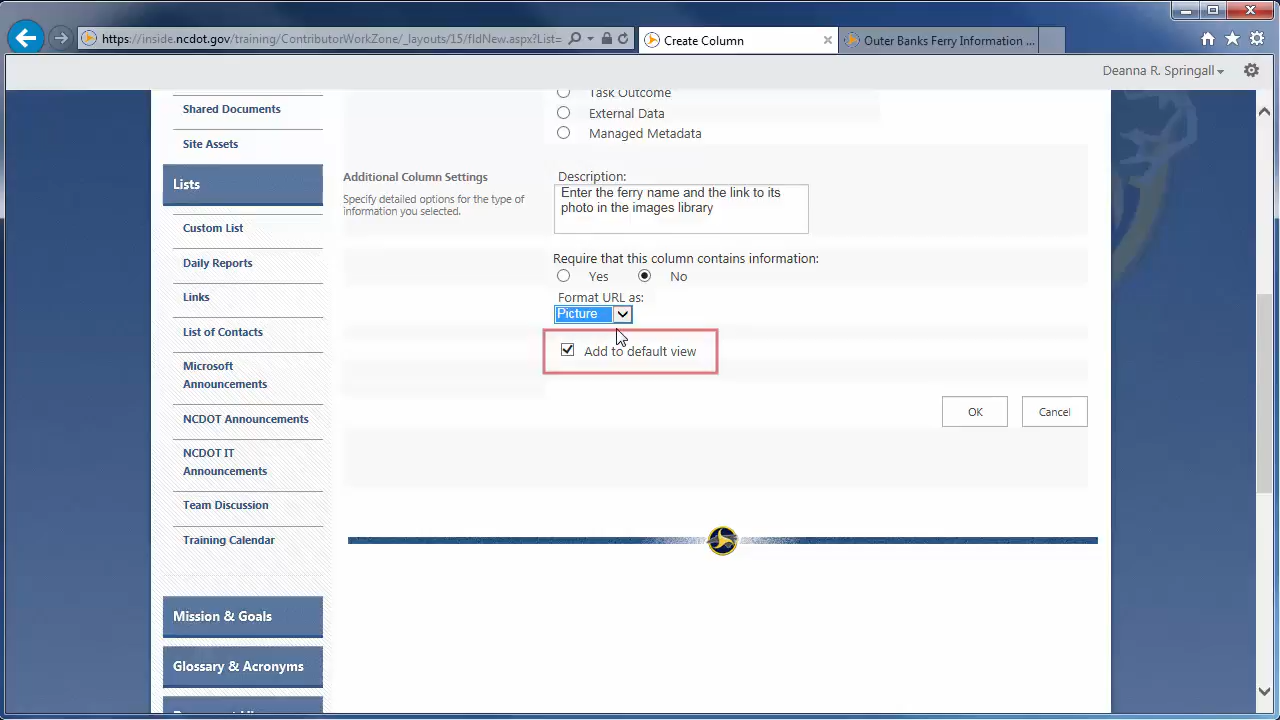 https://inside.ncdot.gov/training/ContributorWorkZone/_layouts/15/fldNew.aspx?List=
Create Column
Outer Banks Ferry Information ...
Deanna R. Springall
Shared Documents
Site Assets
Lists
Custom List
Daily Reports
Links
List of Contacts
Microsoft
Announcements
NCDOT Announcements
NCDOT IT
Announcements
Team Discussion
Training Calendar
Mission & Goals
Glossary & Acronyms
Task Outcome
External Data
Managed Metadata
Additional Column Settings
Specify detailed options for the type of
information you selected.
Description:
Enter the ferry name and the link to its
photo in the images library
Require that this column contains information:
Yes No
Format URL as:
Picture
Add to default view
OK Cancel